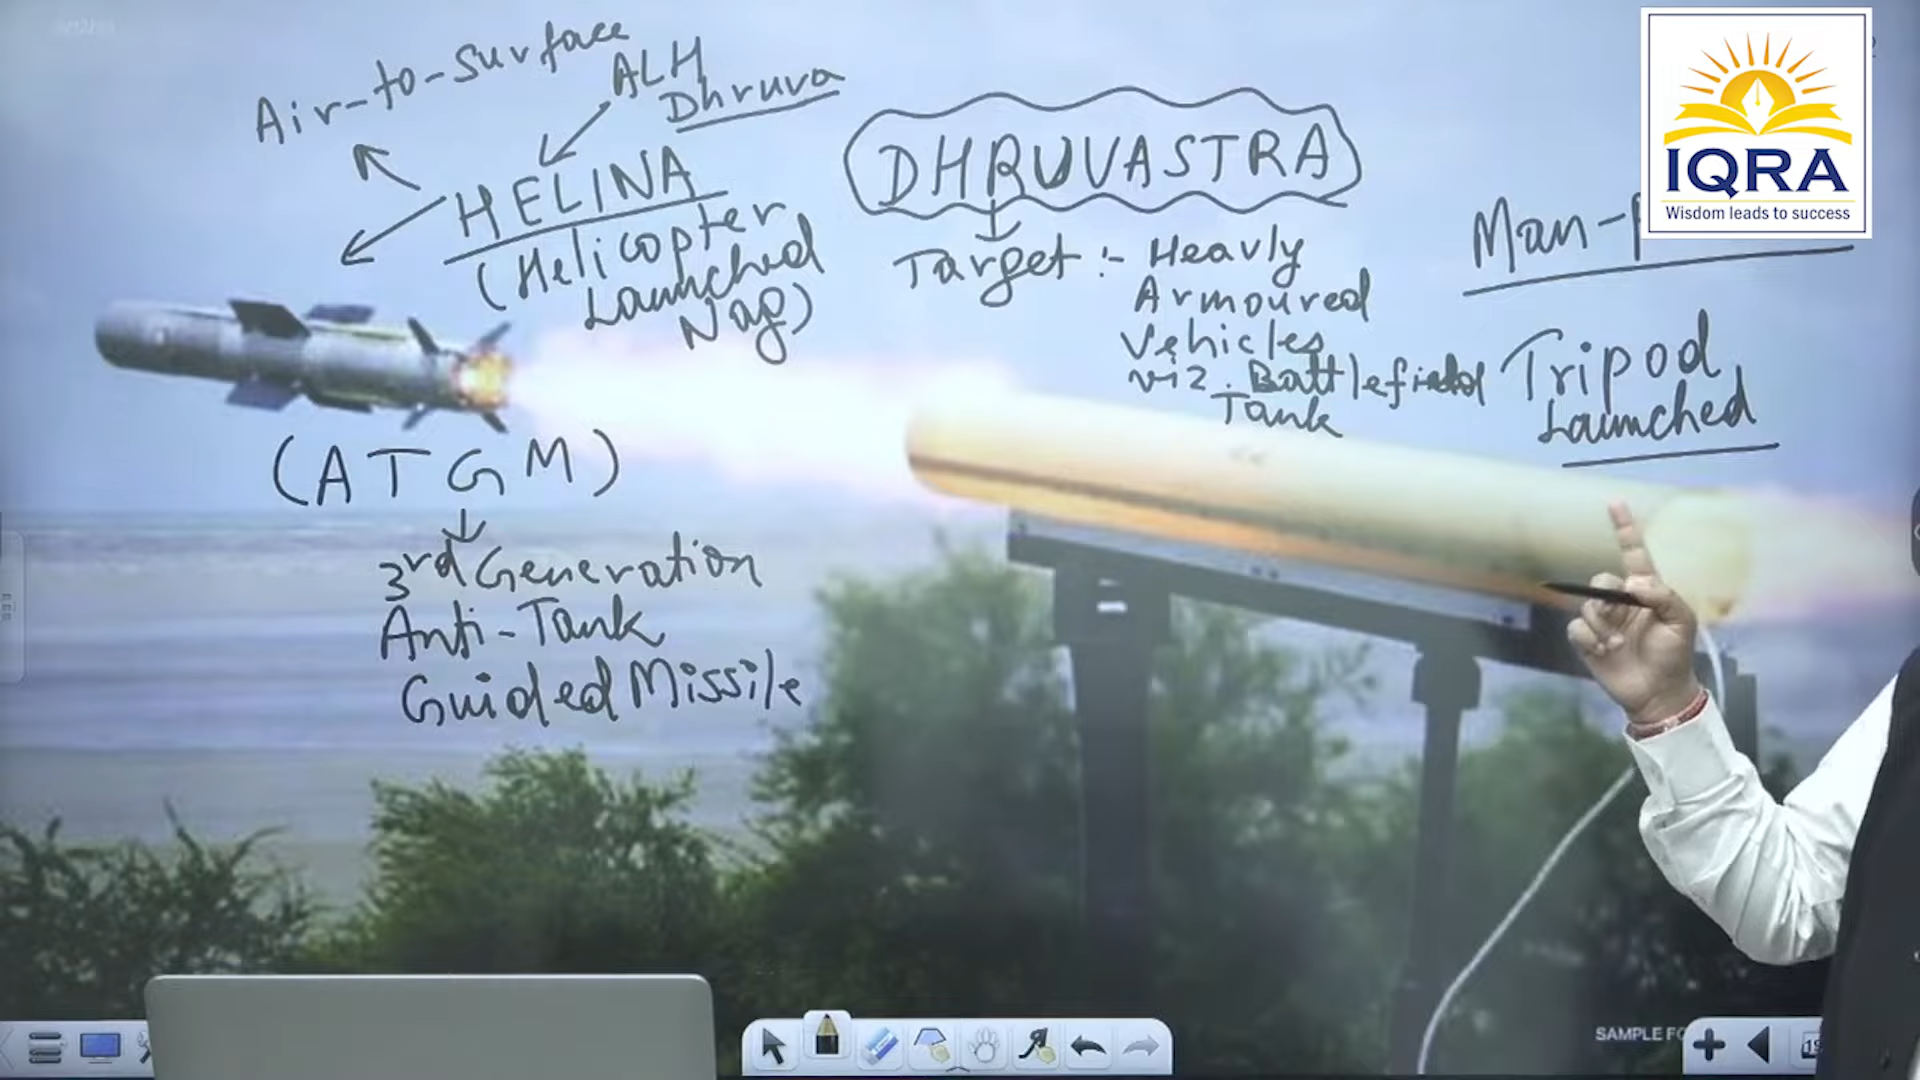 Air-to-surface
ALH
Dhruva
HELINA
(Helicopter
Launched
Nag)
(ATGM)
3rd Generation
Anti-Tank
Guided Missile
DHRUVASTRA
Target :- Heavly
Armoured
Vehicles
viz. Battlefield
Tank
Man-
Tripod
Launched
IQRA
Wisdom leads to success
SAMPLE